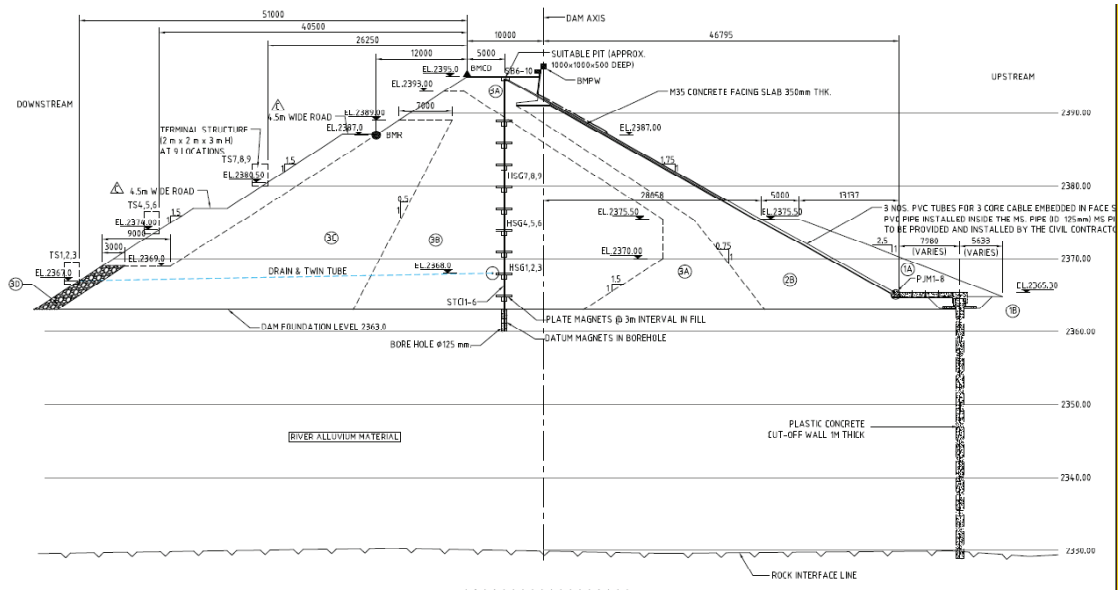 51000
DAM AXIS
40500
10000
46795
26250
12000
5000
SUITABLE PIT (APPROX.
1000x1000x500 DEEP)
BMCD
SB6-10
EL.2395.0
BMPW
UPSTREAM
EL.2393.00
3A
M35 CONCRETE FACING SLAB 350mm THK.
DOWNSTREAM
7000
EL.2389.00
2390.00
4.5m WIDE ROAD
EL.2387.0
EL.2387.00
TERMINAL STRUCTURE
(2 m x 2 m x 3 m H)
AT 9 LOCATIONS
BMR
TS7,8,9
1.5
1
1.75
1
EL.2380.50
HSG7,8,9
2380.00
4.5m WIDE ROAD
0.5
1
28058
5000
13137
3 NOS. PVC TUBES FOR 3 CORE CABLE EMBEDDED IN FACE S
PVC PIPE INSTALLED INSIDE THE MS. PIPE (ID 125mm) MS PI
TO BE PROVIDED AND INSTALLED BY THE CIVIL CONTRACTO
TS4,5,6
1.5
1
EL.2374.00
HSG4,5,6
EL.2375.50
EL.2375.50
9000
3000
3C
3B
0.75
1
2.5
1
7980
(VARIES)
5633
(VARIES)
TS1,2,3
EL.2369.0
EL.2370.00
2370.00
EL.2367.0
DRAIN & TWIN TUBE
EL.2368.0
HSG1,2,3
3A
2B
1A
3D
1.5
1
PJM1-8
EL.2365.30
STC(1-6
1B
DAM FOUNDATION LEVEL 2363.0
PLATE MAGNETS @ 3m INTERVAL IN FILL
2360.00
BORE HOLE Ø125 mm
DATUM MAGNETS IN BOREHOLE
2350.00
RIVER ALLUVIUM MATERIAL
PLASTIC CONCRETE
CUT-OFF WALL 1M THICK
2340.00
2330.00
ROCK INTERFACE LINE